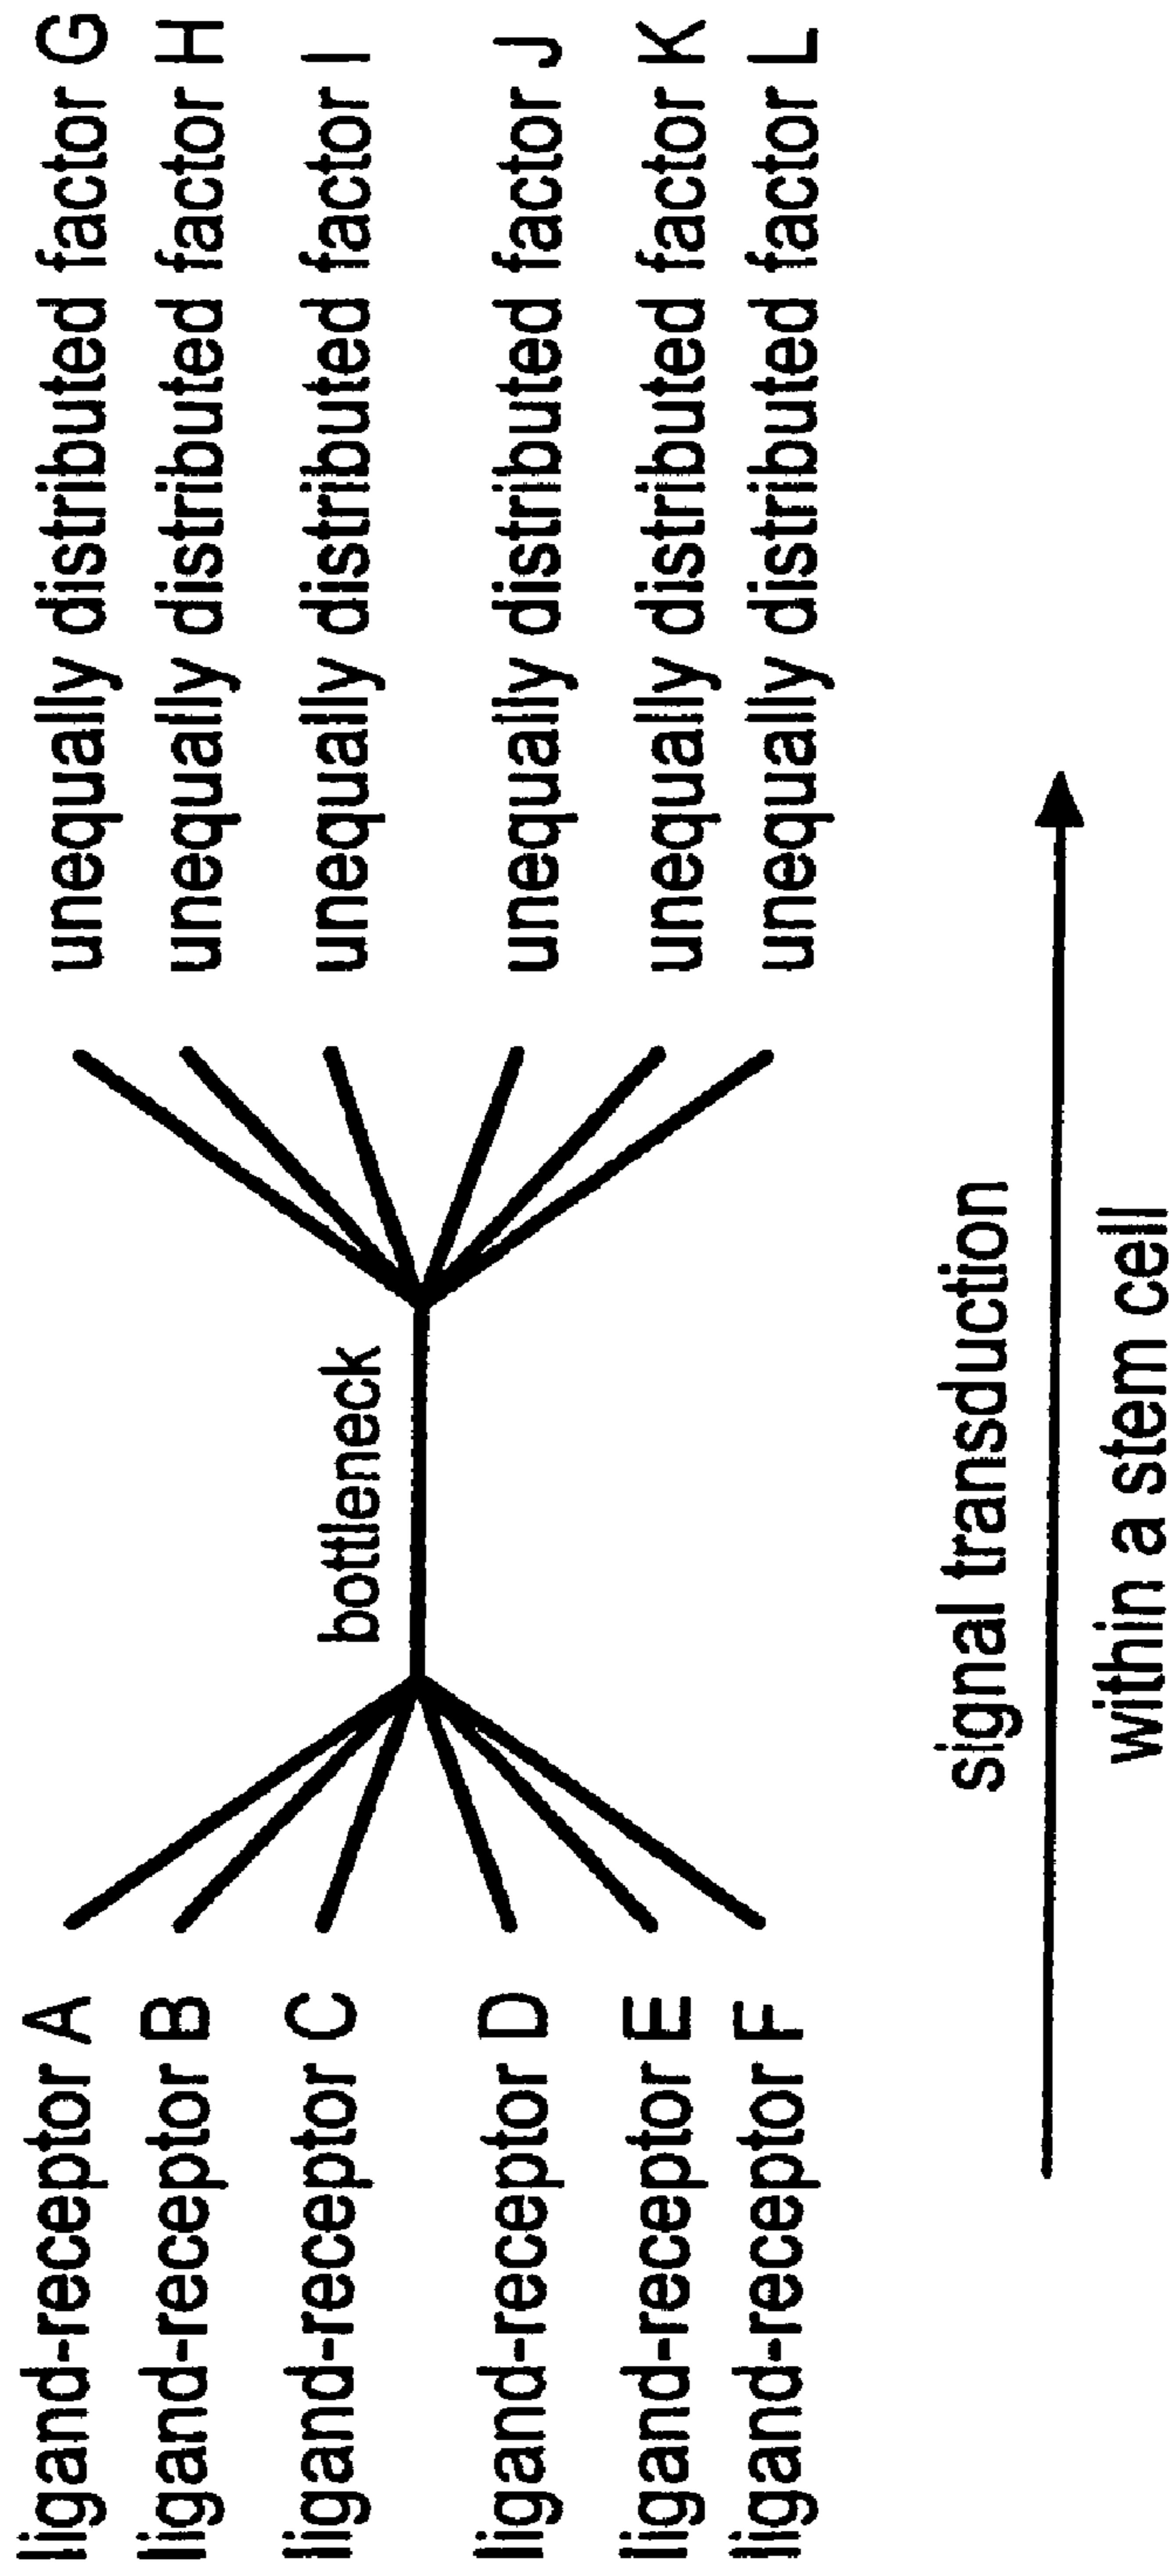 ligand-receptor A
ligand-receptor B
ligand-receptor C
ligand-receptor D
ligand-receptor E
ligand-receptor F
bottleneck
unequally distributed factor G
unequally distributed factor H
unequally distributed factor I
unequally distributed factor J
unequally distributed factor K
unequally distributed factor L
signal transduction
within a stem cell